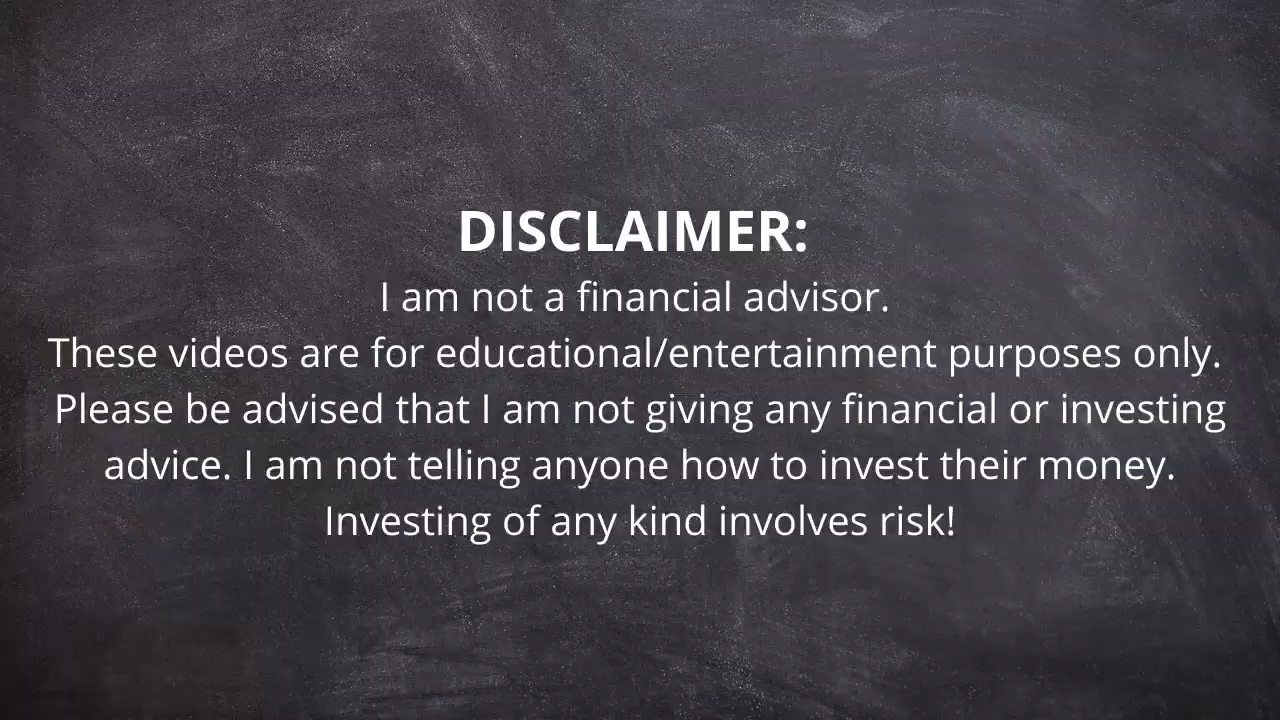 DISCLAIMER:
I am not a financial advisor.
These videos are for educational/entertainment purposes only.
Please be advised that I am not giving any financial or investing
advice. I am not telling anyone how to invest their money.
Investing of any kind involves risk!